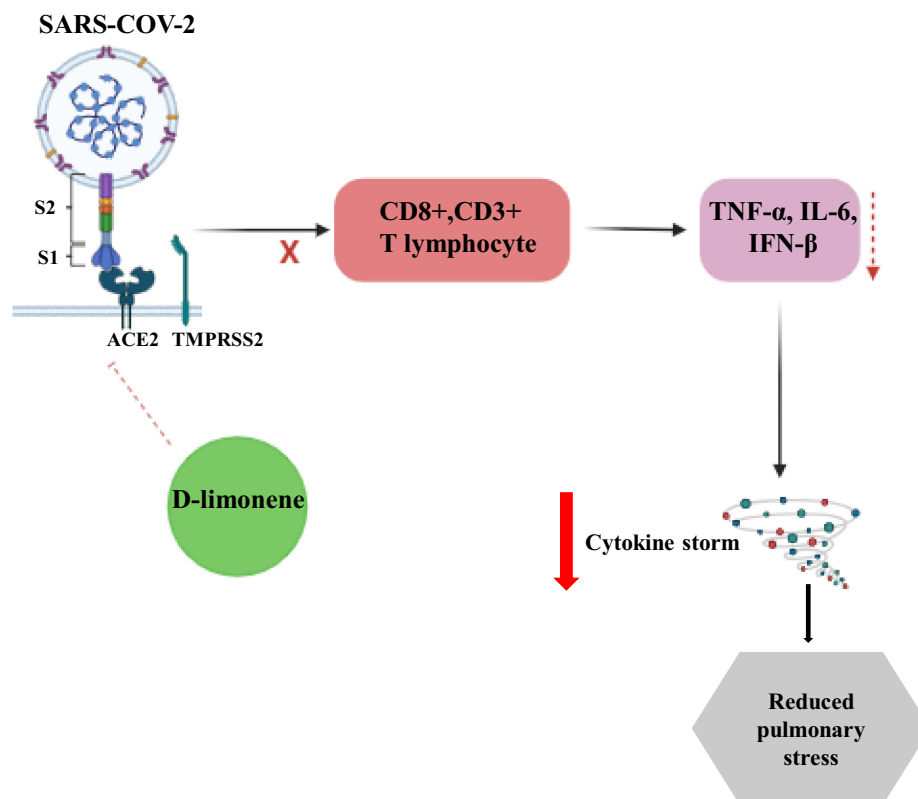 SARS-COV-2
S2
S1
ACE2
TMPRSS2
X
CD8+,CD3+
T lymphocyte
TNF-α, IL-6,
IFN-β
D-limonene
Cytokine storm
Reduced
pulmonary
stress